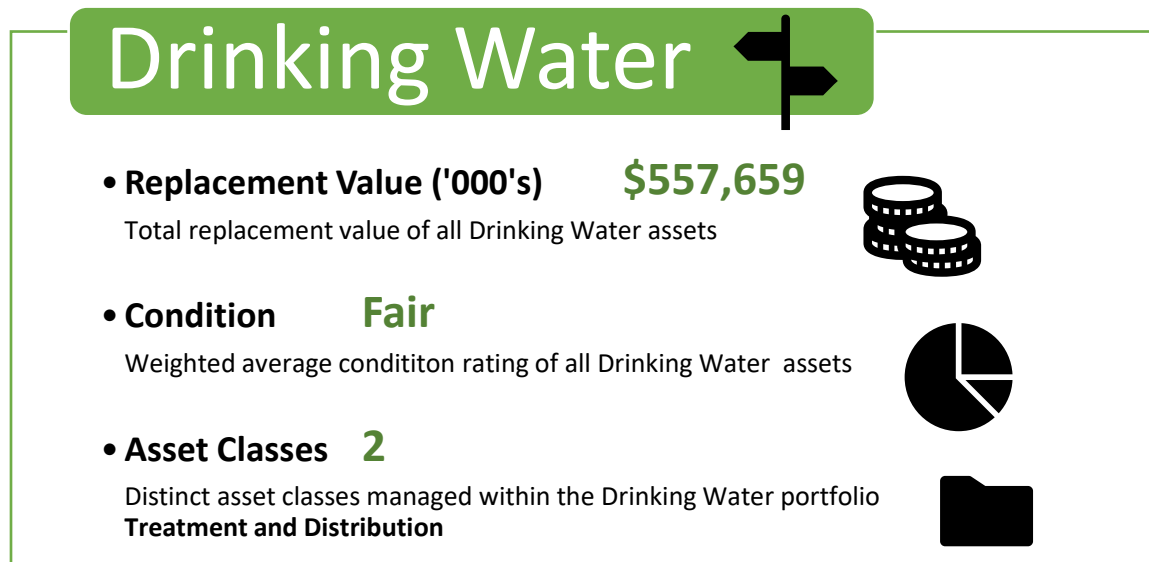 Drinking Water
• Replacement Value ('000's) $557,659
Total replacement value of all Drinking Water assets
• Condition Fair
Weighted average condititon rating of all Drinking Water assets
• Asset Classes 2
Distinct asset classes managed within the Drinking Water portfolio
Treatment and Distribution